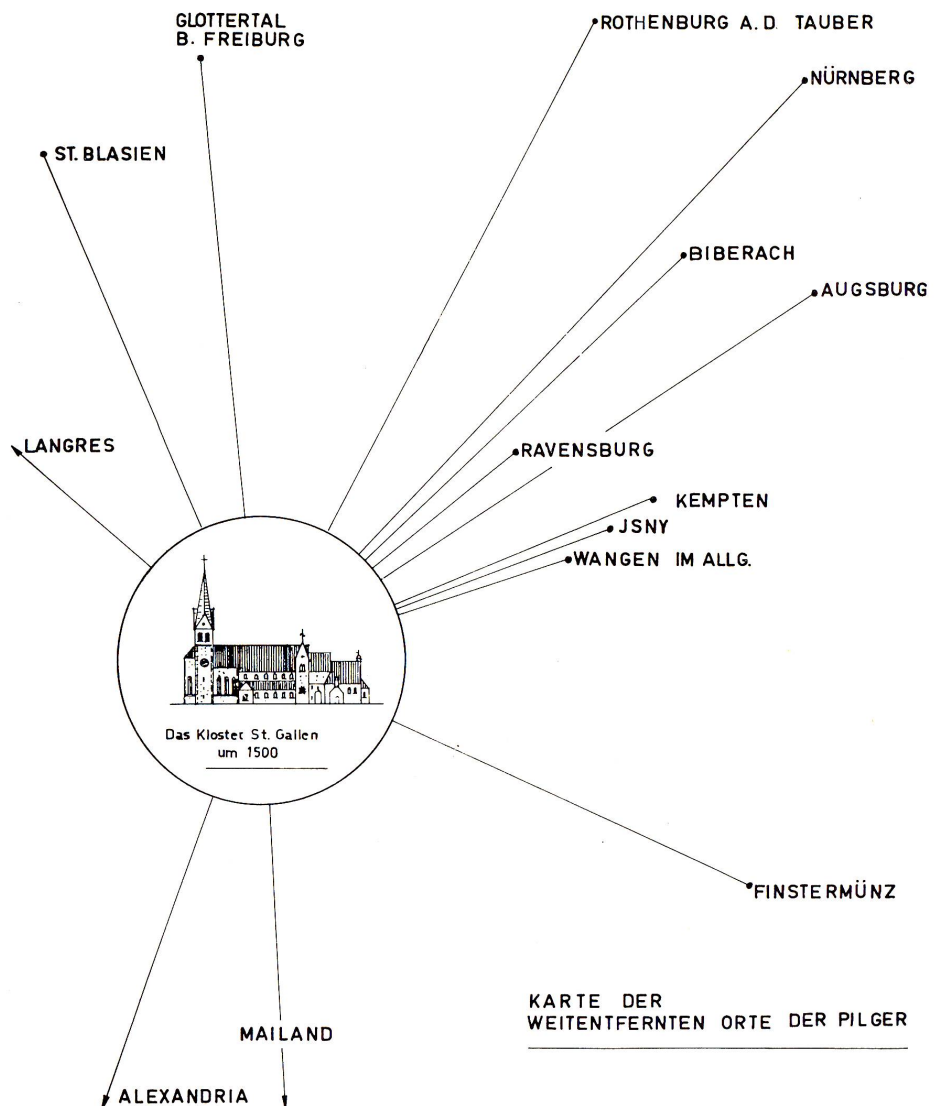 GLOTTERTAL
B. FREIBURG
ROTHENBURG A.D. TAUBER
NÜRNBERG
ST. BLASIEN
BIBERACH
AUGSBURG
LANGRES
RAVENSBURG
KEMPTEN
JSNY
WANGEN IM ALLG.
Das Kloster St. Gallen
um 1500
FINSTERMÜNZ
KARTE DER
WEITENTFERNTEN ORTE DER PILGER
MAILAND
ALEXANDRIA